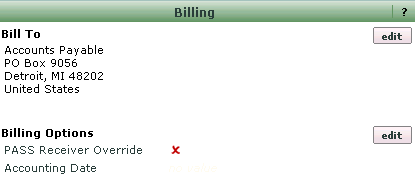 Billing ?
Bill To edit
Accounts Payable
PO Box 9056
Detroit, MI 48202
United States
Billing Options edit
PASS Receiver Override
Accounting Date